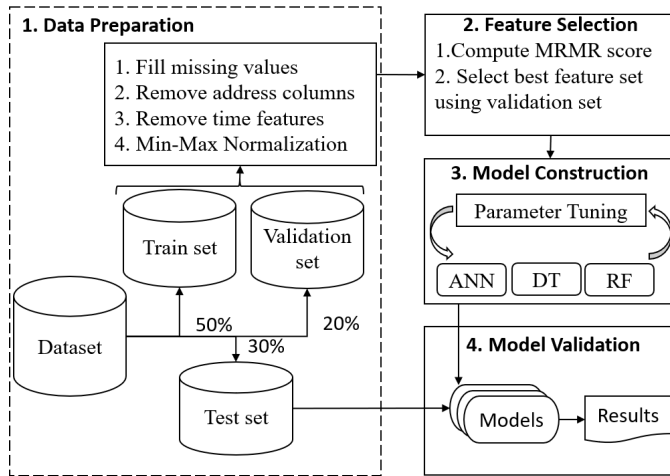 1. Data Preparation
1. Fill missing values
2. Remove address columns
3. Remove time features
4. Min-Max Normalization
Train set
Validation
set
Dataset
50%
20%
30%
Test set
2. Feature Selection
1.Compute MRMR score
2. Select best feature set
using validation set
3. Model Construction
Parameter Tuning
ANN
DT
RF
4. Model Validation
Models
Results